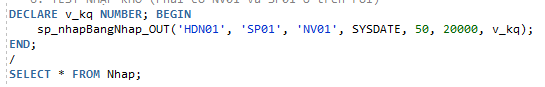 DECLARE v_kq NUMBER; BEGIN
sp_nhapBangNhap_OUT('HDN01', 'SP01', 'NV01', SYSDATE, 50, 20000, v_kq);
END;
/
SELECT * FROM Nhap;